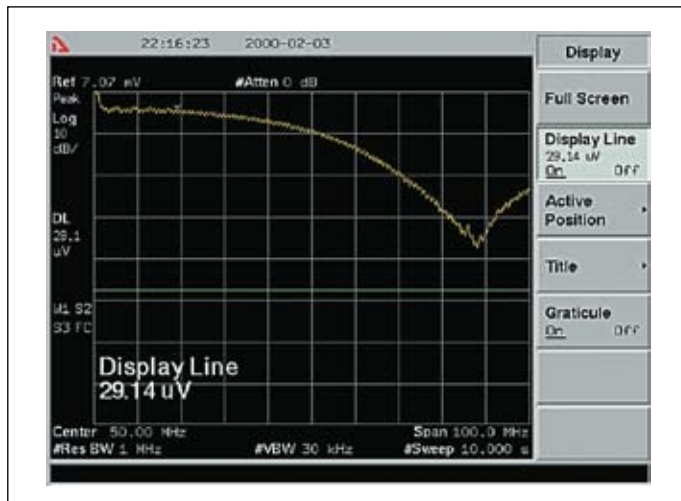 22:16:23 2000-02-03
Display
Ref 7.07 mV #Atten 0 dB
Peak
Log
10
dB/
DL
29.1
uV
W1 S2
S3 FC
Display Line
29.14 uV
Center 50.00 MHz Span 100.0 MHz
#Res BW 1 MHz #VBW 30 kHz #Sweep 10.000 s
Full Screen
Display Line
29.14 uV
On Off
Active
Position
Title
Graticule
On Off